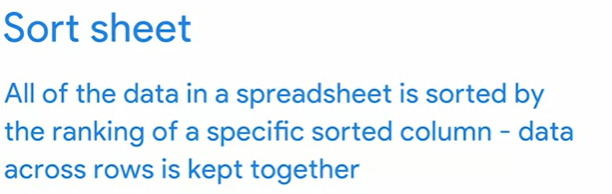 Sort sheet
All of the data in a spreadsheet is sorted by
the ranking of a specific sorted column - data
across rows is kept together